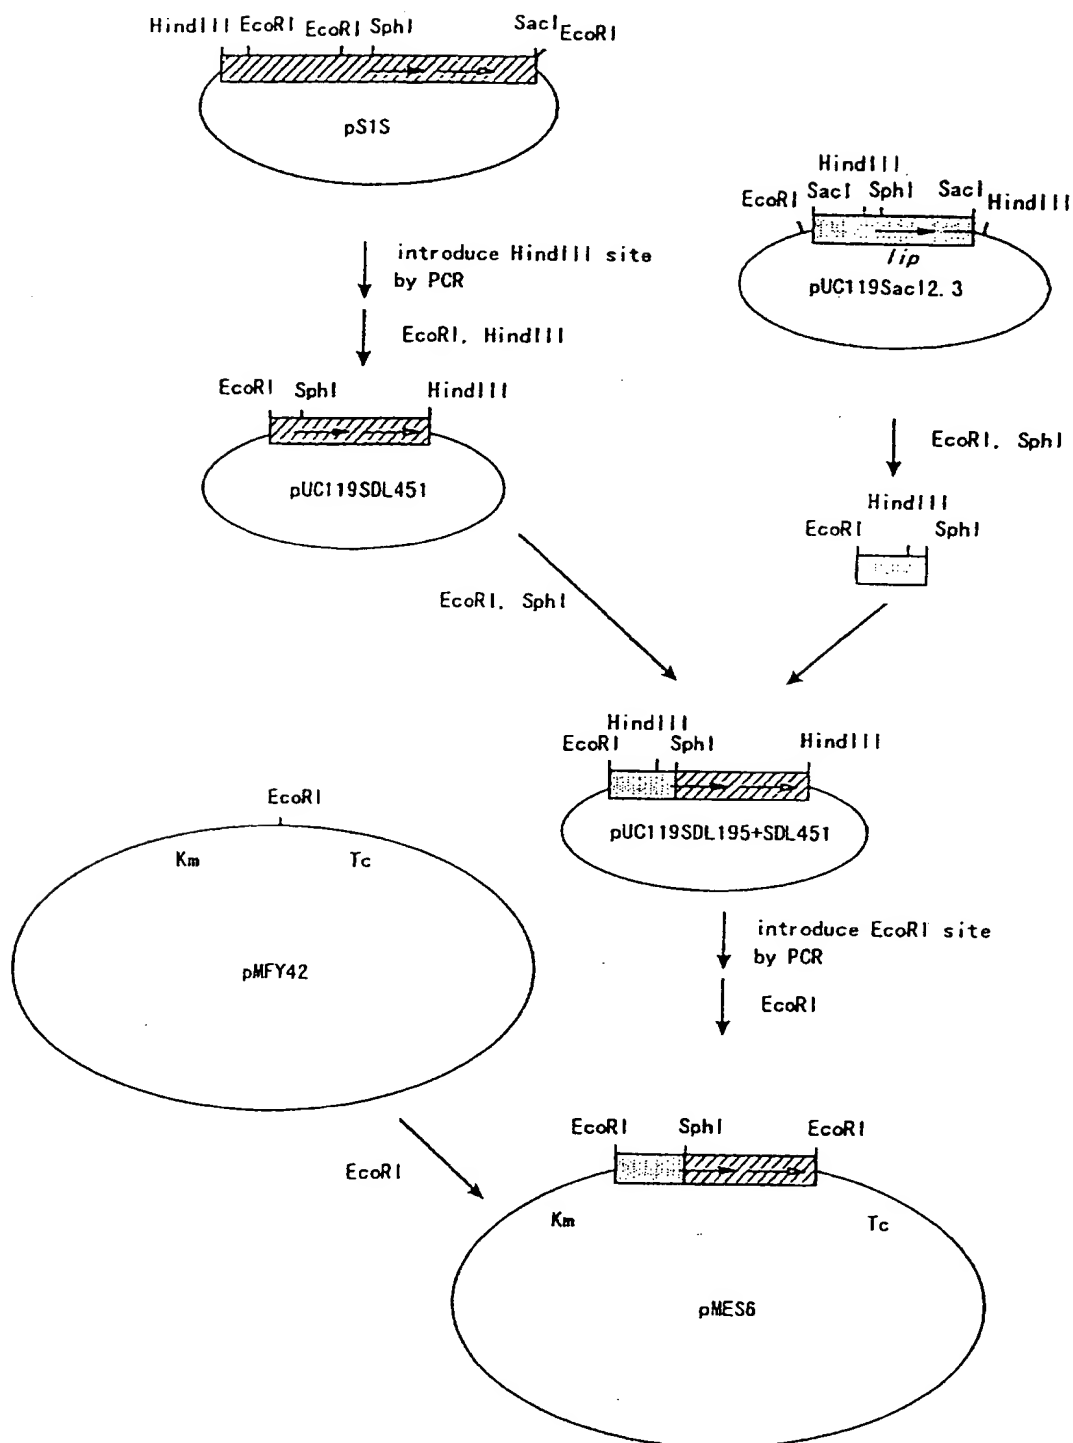 HindIII EcoRI EcoRI SphI SacI EcoRI
pS1S
introduce HindIII site
by PCR
EcoRI, HindIII
EcoRI SphI HindIII
pUC119SDL451
EcoRI, SphI
HindIII
EcoRI SacI SphI SacI HindIII
lip
pUC119SacI2.3
EcoRI, SphI
HindIII
EcoRI SphI
HindIII
EcoRI SphI HindIII
pUC119SDL195+SDL451
introduce EcoRI site
by PCR
EcoRI
EcoRI
Km Tc
pMFY42
EcoRI
EcoRI SphI EcoRI
Km Tc
pMES6